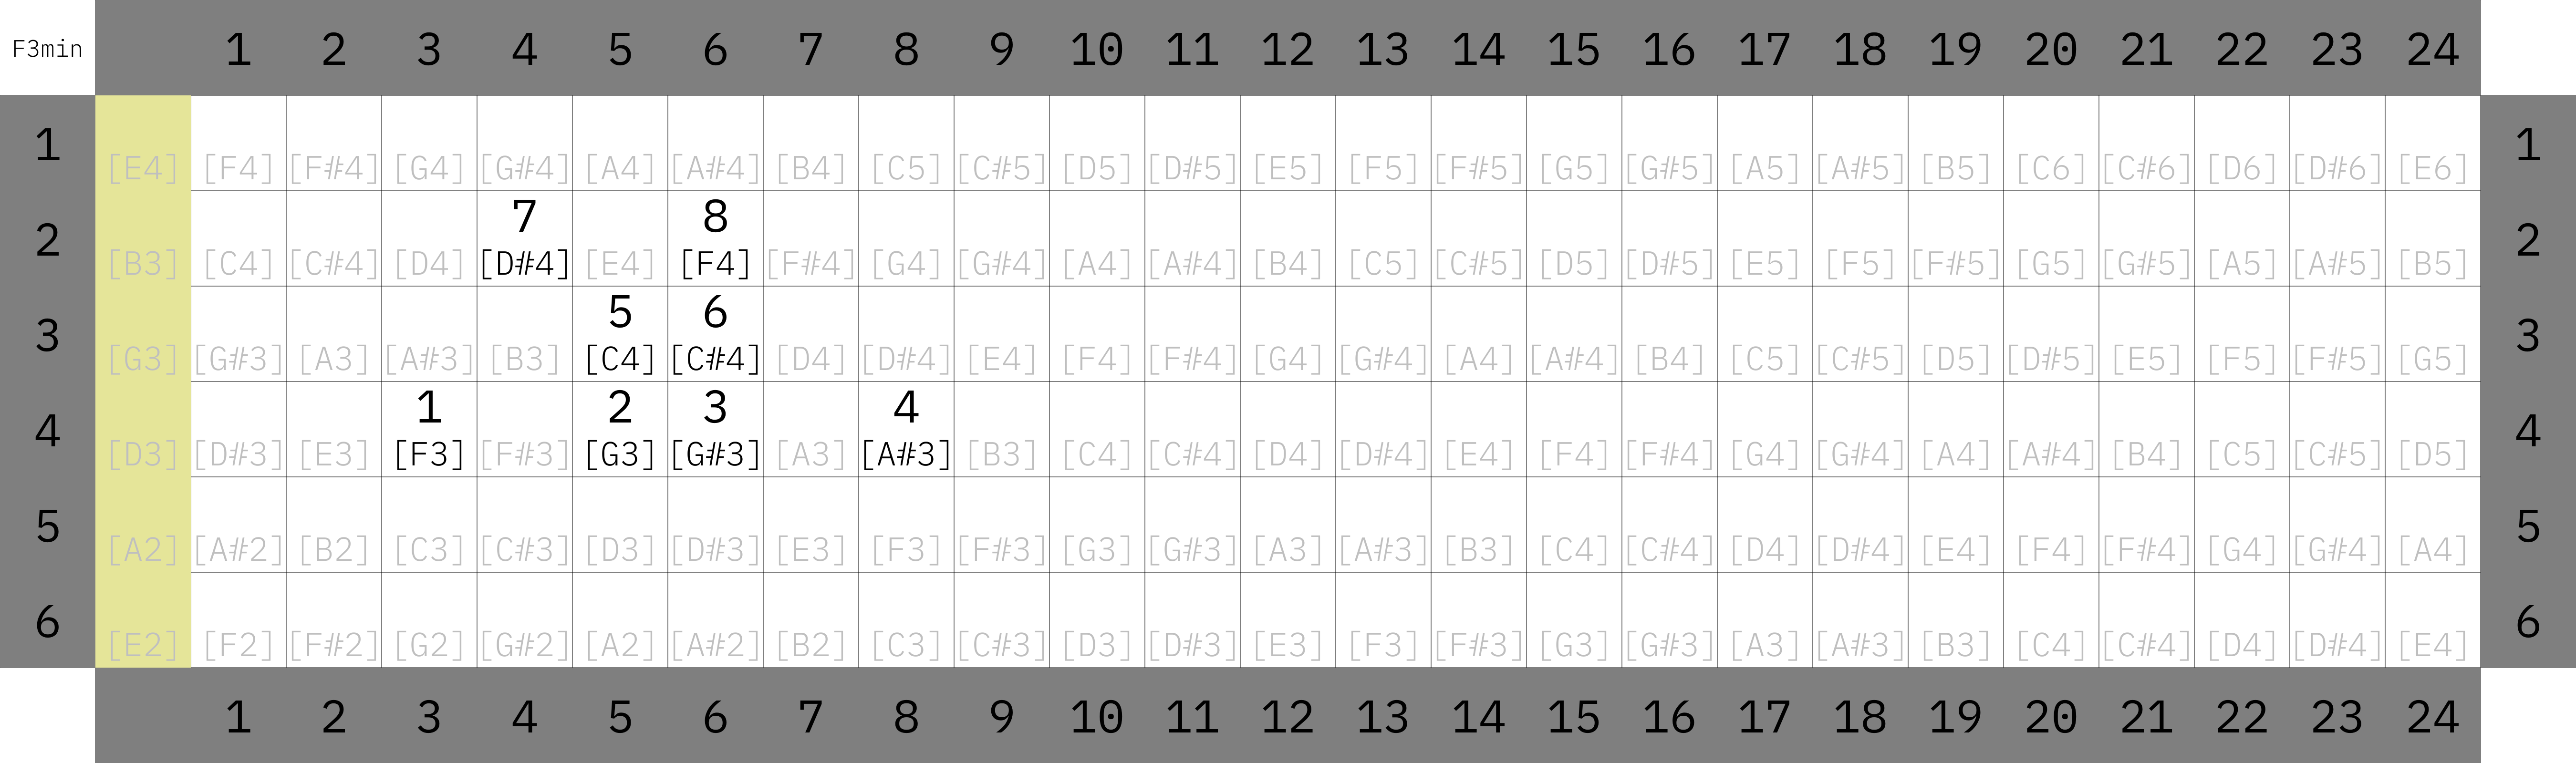 F3min 1 2 3 4 5 6 7 8 9 10 11 12 13 14 15 16 17 18 19 20 21 22 23 24
1 1
[E4] [F4] [F#4] [G4] [G#4] [A4] [A#4] [B4] [C5] [C#5] [D5] [D#5] [E5] [F5] [F#5] [G5] [G#5] [A5] [A#5] [B5] [C6] [C#6] [D6] [D#6] [E6]
7 8
2 2
[B3] [C4] [C#4] [D4] [D#4] [E4] [F4] [F#4] [G4] [G#4] [A4] [A#4] [B4] [C5] [C#5] [D5] [D#5] [E5] [F5] [F#5] [G5] [G#5] [A5] [A#5] [B5]
5 6
3 3
[G3] [G#3] [A3] [A#3] [B3] [C4] [C#4] [D4] [D#4] [E4] [F4] [F#4] [G4] [G#4] [A4] [A#4] [B4] [C5] [C#5] [D5] [D#5] [E5] [F5] [F#5] [G5]
1 2 3 4
4 4
[D3] [D#3] [E3] [F3] [F#3] [G3] [G#3] [A3] [A#3] [B3] [C4] [C#4] [D4] [D#4] [E4] [F4] [F#4] [G4] [G#4] [A4] [A#4] [B4] [C5] [C#5] [D5]
5 5
[A2] [A#2] [B2] [C3] [C#3] [D3] [D#3] [E3] [F3] [F#3] [G3] [G#3] [A3] [A#3] [B3] [C4] [C#4] [D4] [D#4] [E4] [F4] [F#4] [G4] [G#4] [A4]
6 6
[E2] [F2] [F#2] [G2] [G#2] [A2] [A#2] [B2] [C3] [C#3] [D3] [D#3] [E3] [F3] [F#3] [G3] [G#3] [A3] [A#3] [B3] [C4] [C#4] [D4] [D#4] [E4]
1 2 3 4 5 6 7 8 9 10 11 12 13 14 15 16 17 18 19 20 21 22 23 24